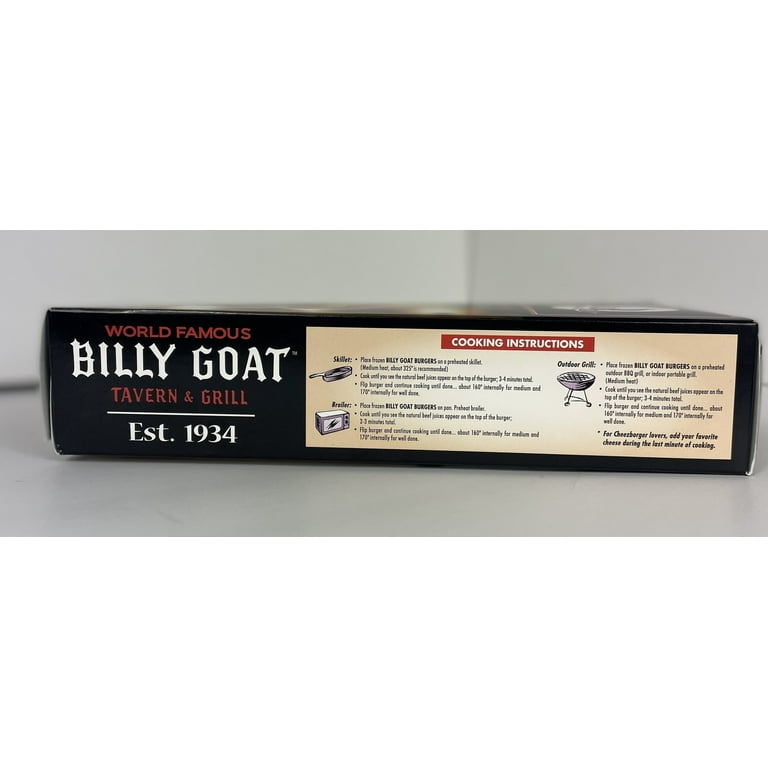 WORLD FAMOUS
BILLY GOAT™
TAVERN & GRILL
Est. 1934
COOKING INSTRUCTIONS
Skillet: • Place frozen BILLY GOAT BURGERS on a preheated skillet.
(Medium heat, about 325° is recommended)
• Cook until you see the natural beef juices appear on the top of the burger; 3-4 minutes total.
• Flip burger and continue cooking until done... about 160° internally for medium and
170° internally for well done.
Broiler: • Place frozen BILLY GOAT BURGERS on pan. Preheat broiler.
• Cook until you see the natural beef juices appear on the top of the burger;
2-3 minutes total.
• Flip burger and continue cooking until done... about 160° internally for medium and
170° internally for well done.
Outdoor Grill: • Place frozen BILLY GOAT BURGERS on a preheated
outdoor BBQ grill, or indoor portable grill.
(Medium heat)
• Cook until you see the natural beef juices appear on the
top of the burger; 3-4 minutes total.
• Flip burger and continue cooking until done... about
160° internally for medium and 170° internally for
well done.
* For Cheezborger lovers, add your favorite
cheese during the last minute of cooking.